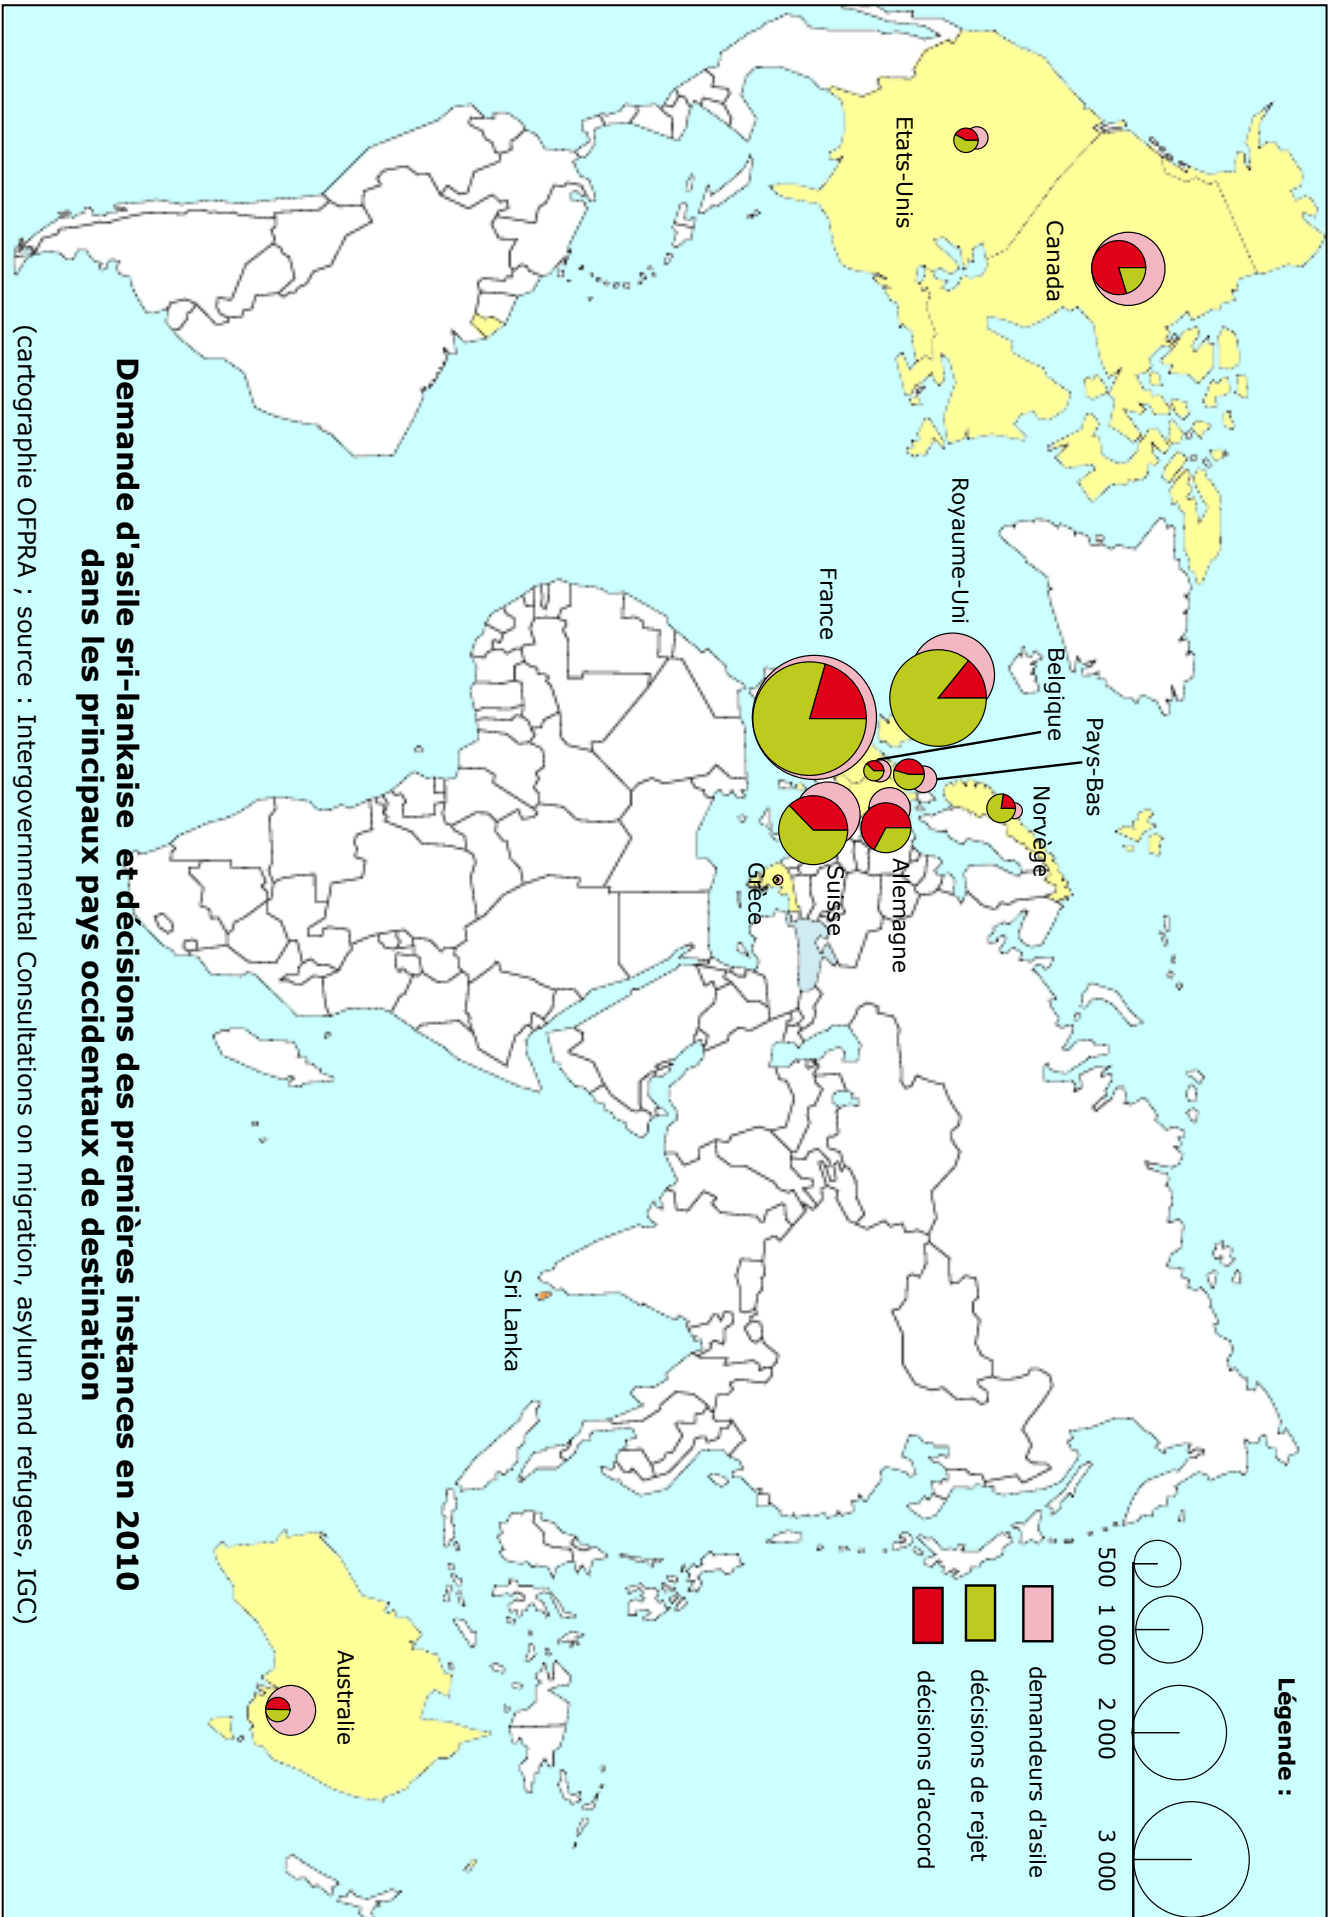 Légende :
500
1 000
2 000
3 000
demandeurs d'asile
décisions de rejet
décisions d'accord
Canada
Etats-Unis
Royaume-Uni
France
Belgique
Pays-Bas
Norvège
Allemagne
Suisse
Grèce
Sri Lanka
Australie
Demande d'asile sri-lankaise et décisions des premières instances en 2010
dans les principaux pays occidentaux de destination
(cartographie OFPRA ; source : Intergovernmental Consultations on migration, asylum and refugees, IGC)